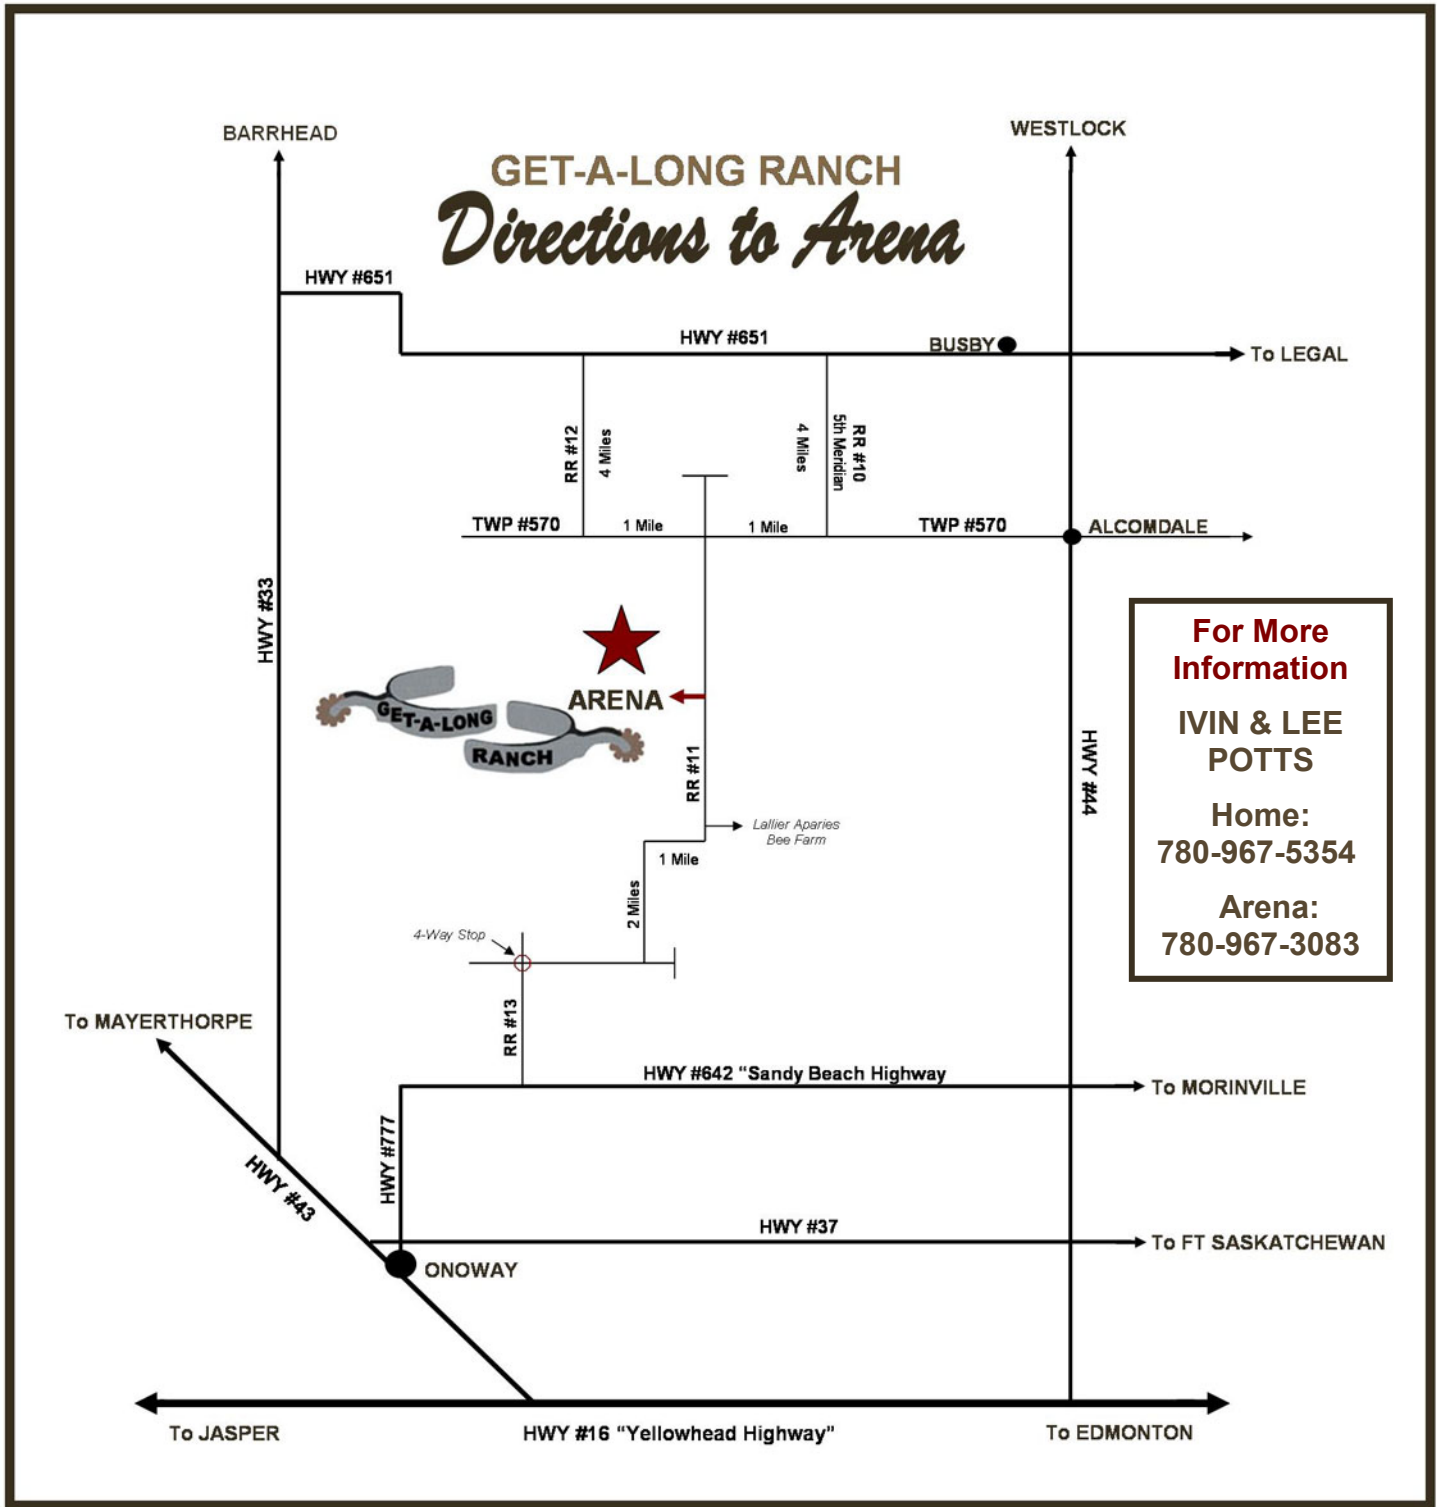 BARRHEAD
WESTLOCK
GET-A-LONG RANCH
Directions to Arena
HWY #651
HWY #651
BUSBY
To LEGAL
RR #12
4 Miles
4 Miles
RR #10
5th Meridian
TWP #570
1 Mile
1 Mile
TWP #570
ALCOMDALE
HWY #33
ARENA
GET-A-LONG
RANCH
RR #11
HWY #44
For More
Information
IVIN & LEE
POTTS
Home:
780-967-5354
Arena:
780-967-3083
Lallier Aparies
Bee Farm
1 Mile
2 Miles
4-Way Stop
RR #13
To MAYERTHORPE
HWY #642 “Sandy Beach Highway
To MORINVILLE
HWY #777
HWY #43
HWY #37
To FT SASKATCHEWAN
ONOWAY
To JASPER
HWY #16 “Yellowhead Highway”
To EDMONTON